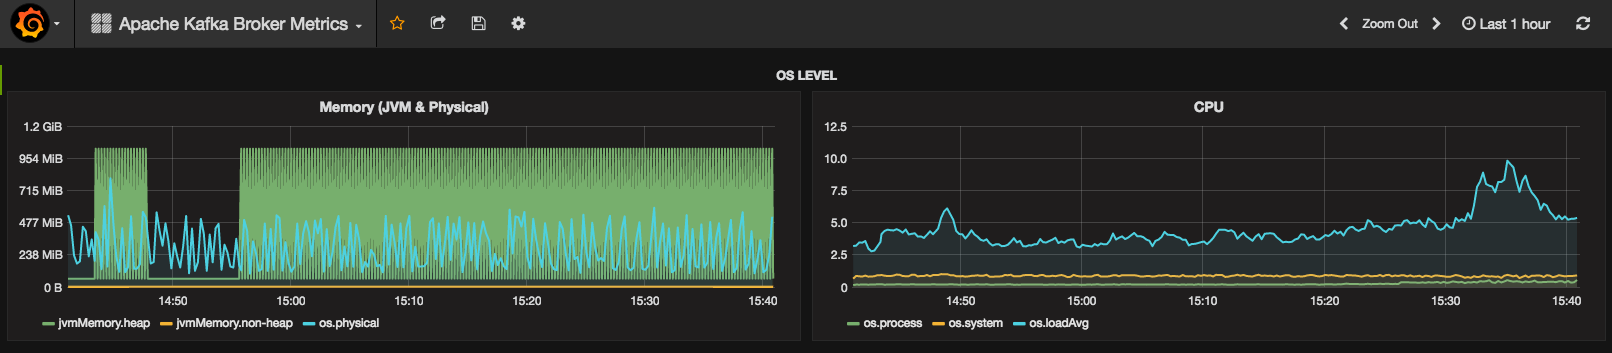 Apache Kafka Broker Metrics
Zoom Out
Last 1 hour
OS LEVEL
Memory (JVM & Physical)
1.2 GiB
954 MiB
715 MiB
477 MiB
238 MiB
0 B
14:50 15:00 15:10 15:20 15:30 15:40
jvmMemory.heap jvmMemory.non-heap os.physical
CPU
12.5
10.0
7.5
5.0
2.5
0
14:50 15:00 15:10 15:20 15:30 15:40
os.process os.system os.loadAvg